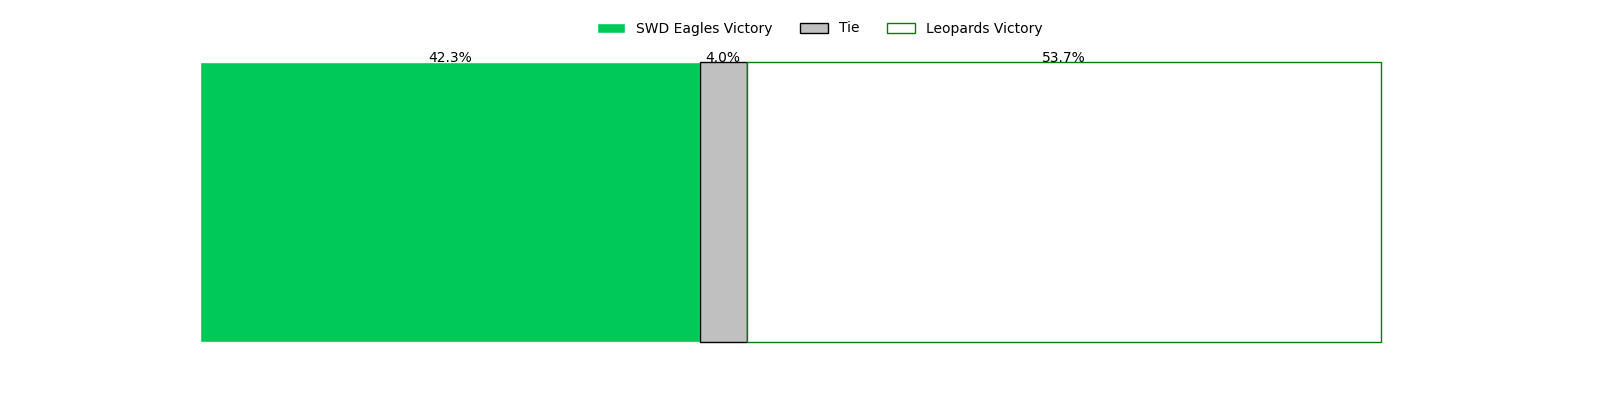 SWD Eagles Victory Tie Leopards Victory
42.3% 4.0% 53.7%